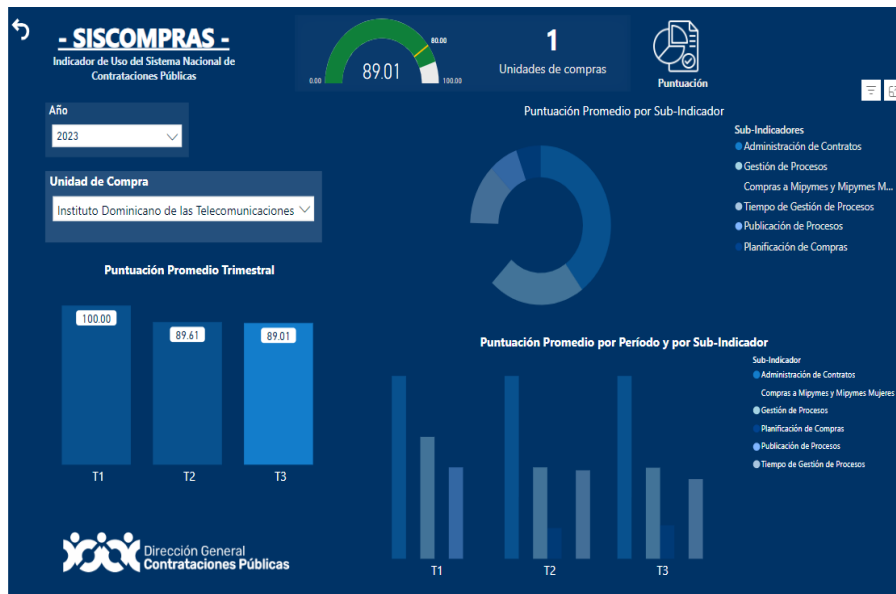 - SISCOMPRAS -
Indicador de Uso del Sistema Nacional de
Contrataciones Públicas
80.00
89.01
0.00
100.00
1
Unidades de compras
Puntuación
Año
2023
Unidad de Compra
Instituto Dominicano de las Telecomunicaciones
Puntuación Promedio por Sub-Indicador
Sub-Indicadores
Administración de Contratos
Gestión de Procesos
Compras a Mipymes y Mipymes M...
Tiempo de Gestión de Procesos
Publicación de Procesos
Planificación de Compras
Puntuación Promedio Trimestral
100.00
89.61
89.01
T1
T2
T3
Puntuación Promedio por Período y por Sub-Indicador
Sub-Indicador
Administración de Contratos
Compras a Mipymes y Mipymes Mujeres
Gestión de Procesos
Planificación de Compras
Publicación de Procesos
Tiempo de Gestión de Procesos
T1
T2
T3
Dirección General
Contrataciones Públicas